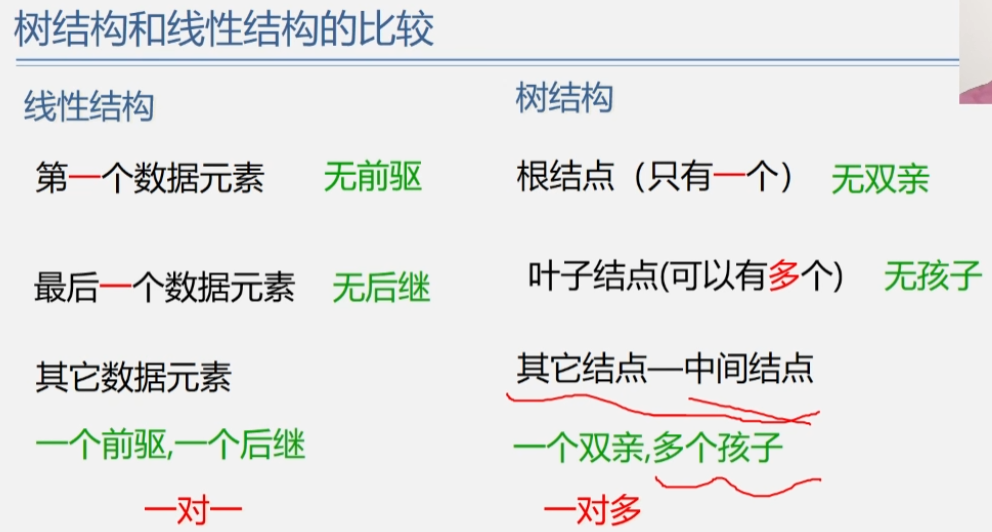 树结构和线性结构的比较
线性结构
第一个数据元素 无前驱
最后一个数据元素 无后继
其它数据元素
一个前驱,一个后继
一对一
树结构
根结点（只有一个） 无双亲
叶子结点(可以有多个) 无孩子
其它结点—中间结点
一个双亲,多个孩子
一对多